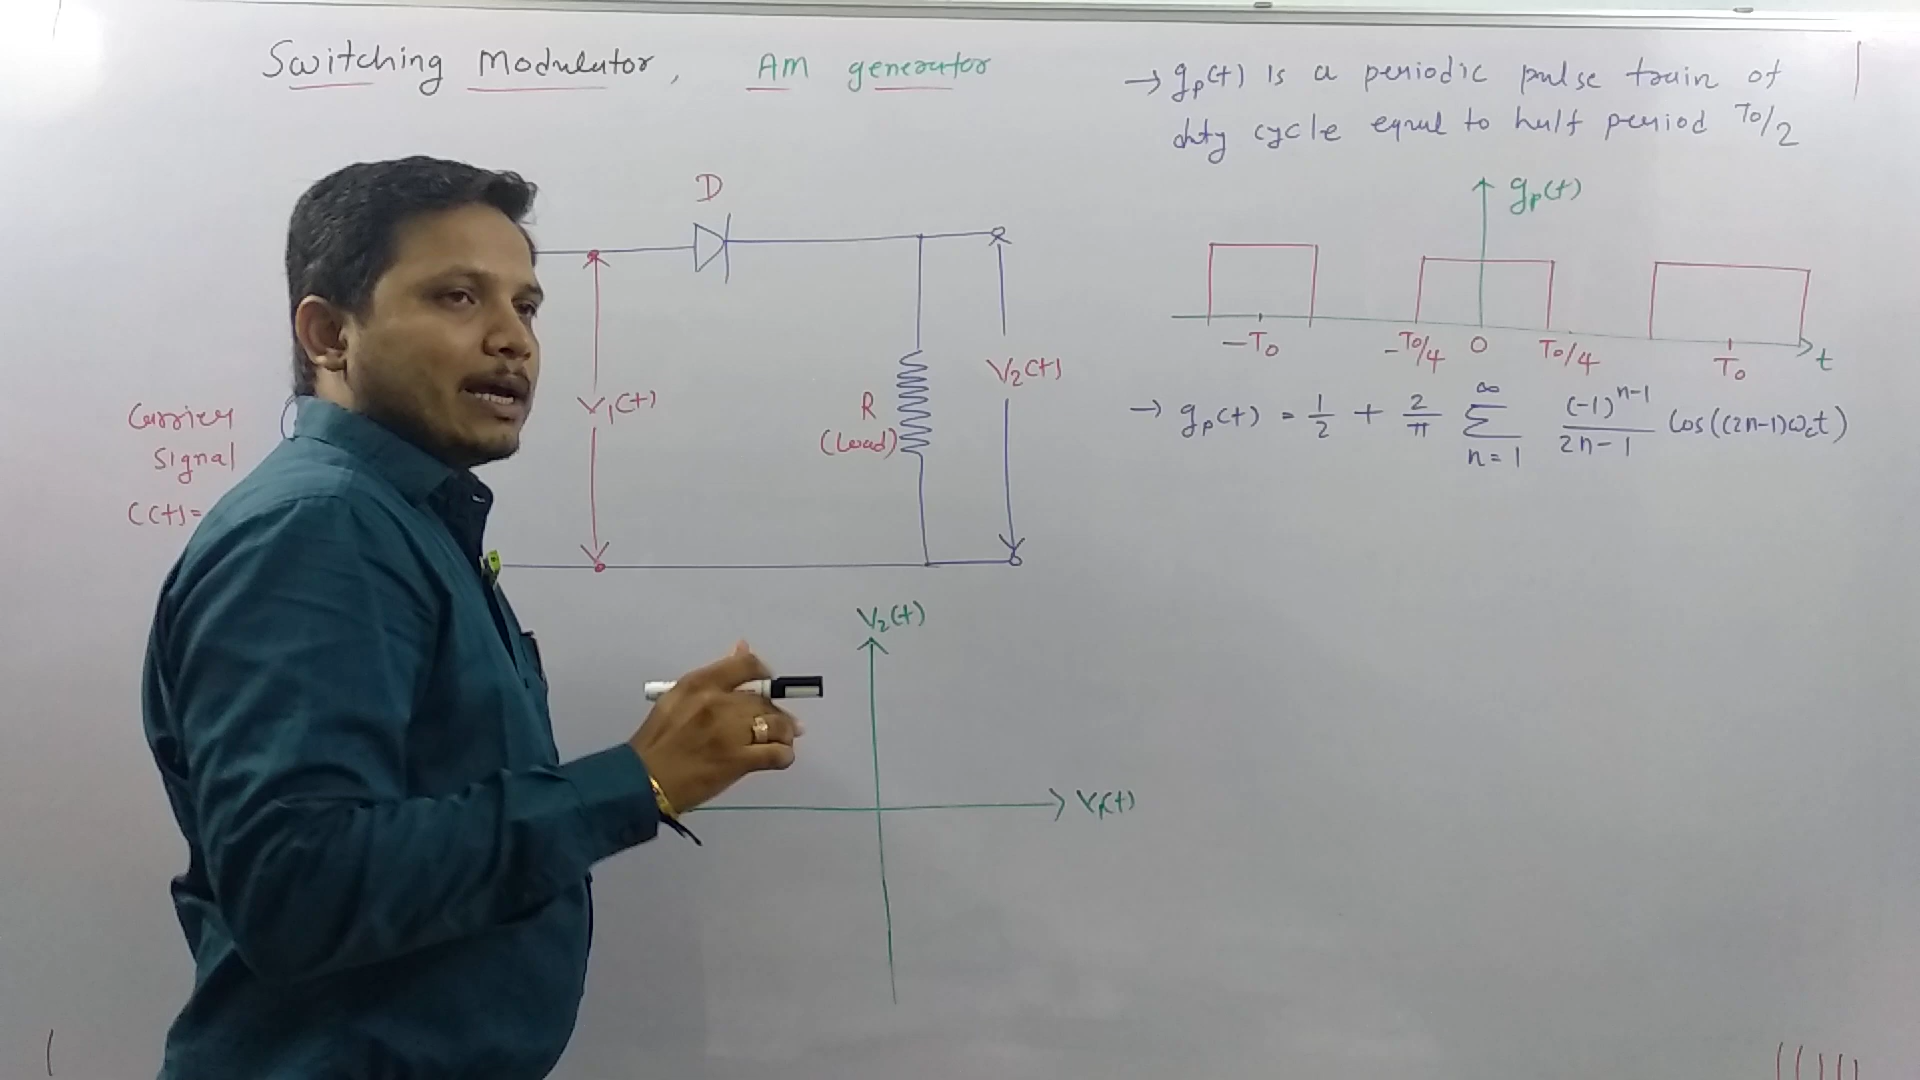 Switching Modulator, AM generator
→ gp(t) is a periodic pulse train of
duty cycle equal to half period T0/2
D
gp(t)
-T0 -T0/4 0 T0/4 T0 t
V1(t)
R
(Load)
V2(t)
Carrier
Signal
C(t)=
→ gp(t) = 1/2 + 2/π ∑_{n=1}^{∞} (-1)^{n-1}/(2n-1) cos((2n-1)ωct)
V2(t)
V1(t)